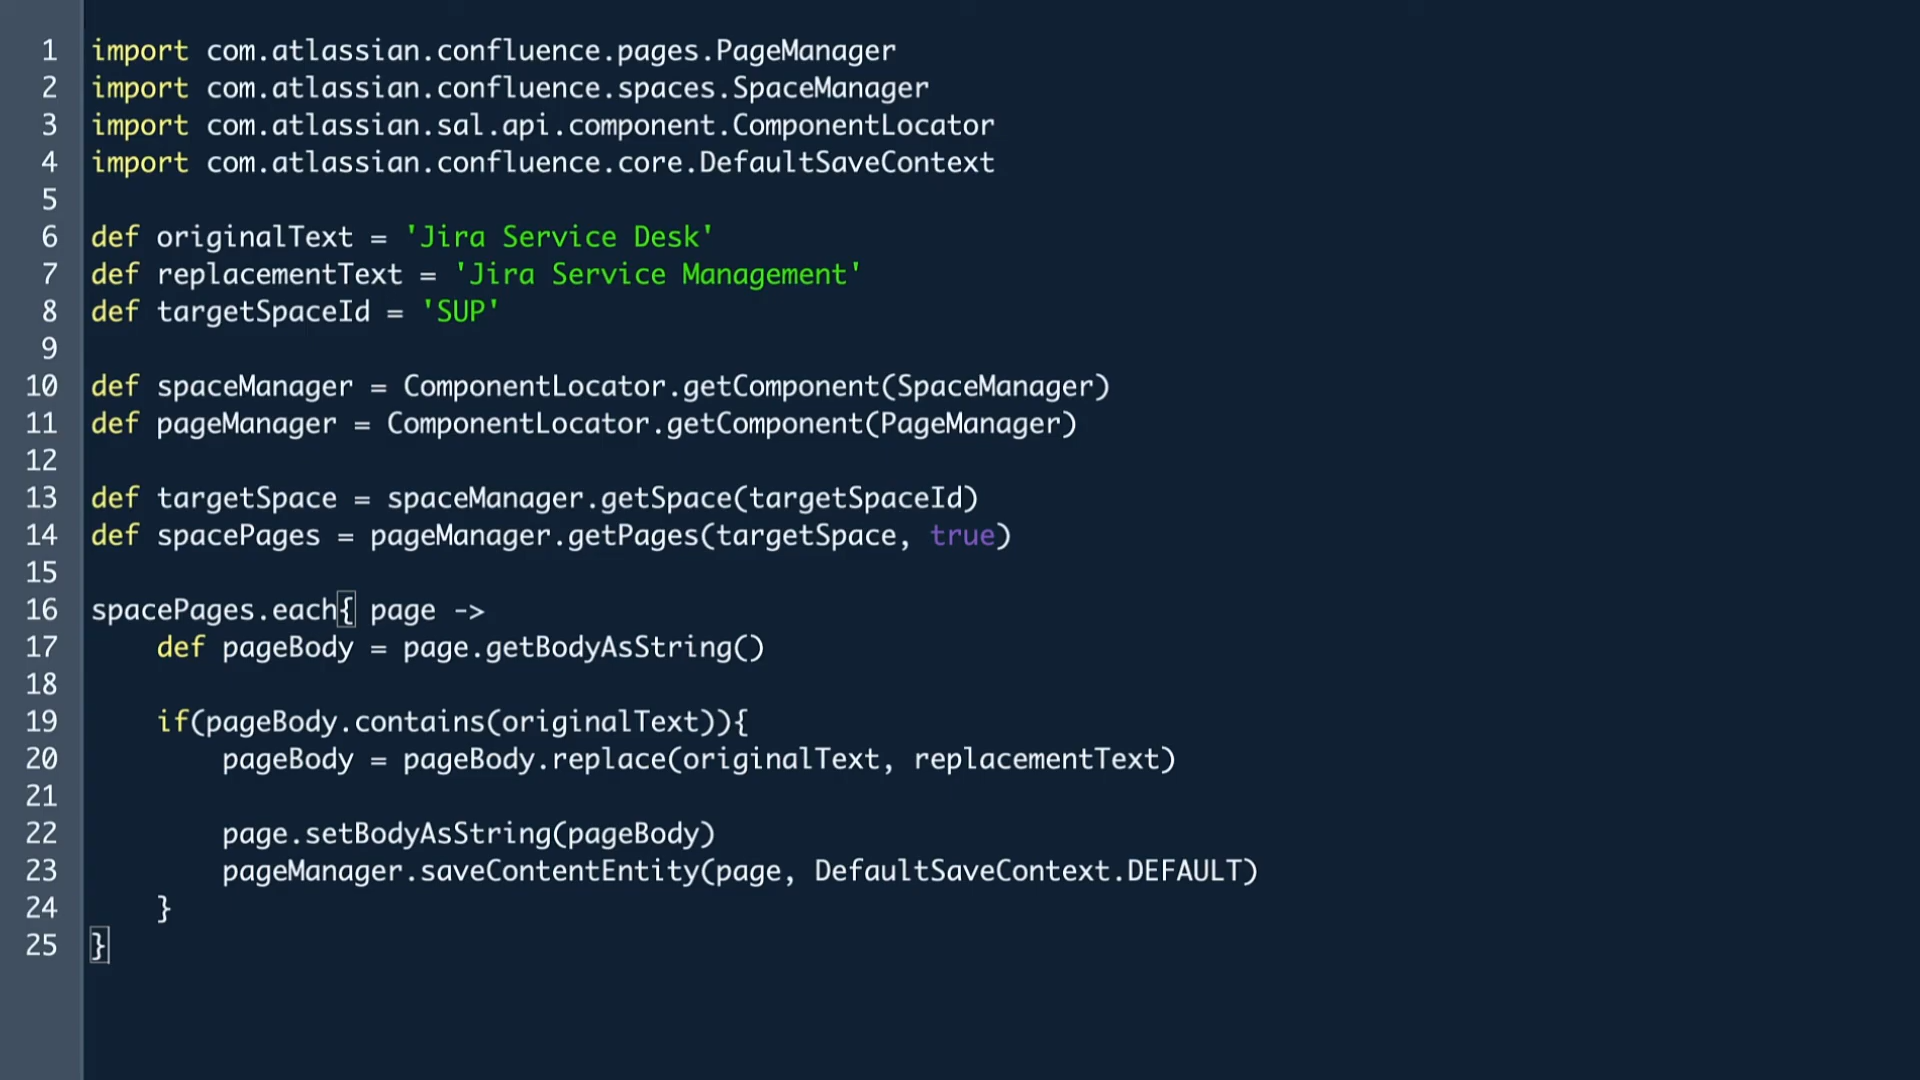 1 import com.atlassian.confluence.pages.PageManager
2 import com.atlassian.confluence.spaces.SpaceManager
3 import com.atlassian.sal.api.component.ComponentLocator
4 import com.atlassian.confluence.core.DefaultSaveContext
5
6 def originalText = 'Jira Service Desk'
7 def replacementText = 'Jira Service Management'
8 def targetSpaceId = 'SUP'
9
10 def spaceManager = ComponentLocator.getComponent(SpaceManager)
11 def pageManager = ComponentLocator.getComponent(PageManager)
12
13 def targetSpace = spaceManager.getSpace(targetSpaceId)
14 def spacePages = pageManager.getPages(targetSpace, true)
15
16 spacePages.each{ page ->
17     def pageBody = page.getBodyAsString()
18
19     if(pageBody.contains(originalText)){
20         pageBody = pageBody.replace(originalText, replacementText)
21
22         page.setBodyAsString(pageBody)
23         pageManager.saveContentEntity(page, DefaultSaveContext.DEFAULT)
24     }
25 }